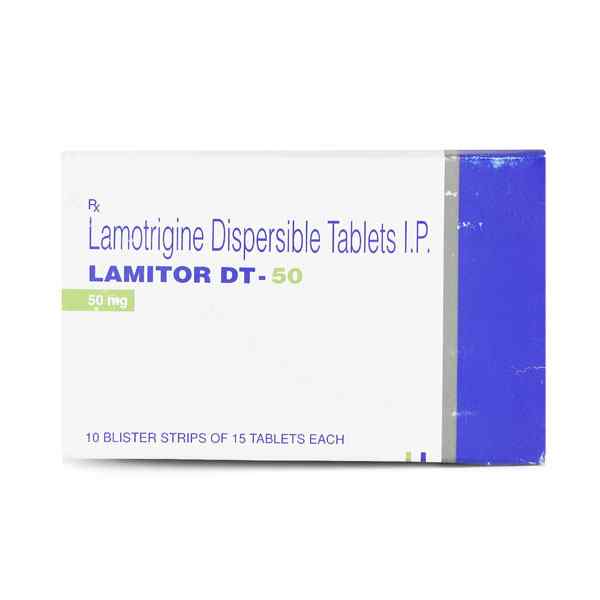 Rx
Lamotrigine Dispersible Tablets I.P.
LAMITOR DT - 50
50 mg
10 BLISTER STRIPS OF 15 TABLETS EACH